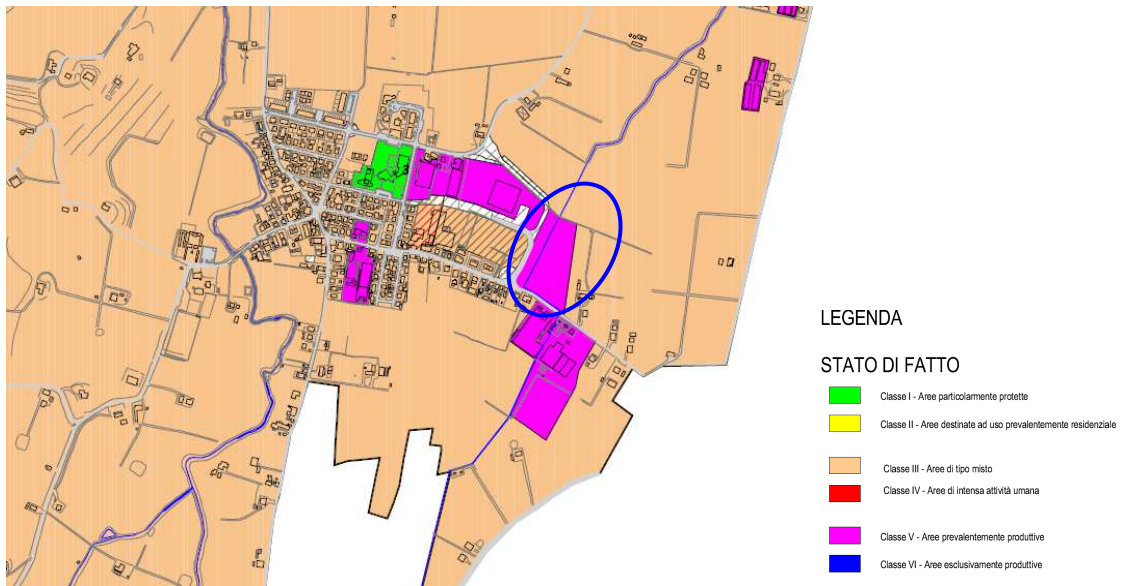 LEGENDA
STATO DI FATTO
Classe I - Aree particolarmente protette
Classe II - Aree destinate ad uso prevalentemente residenziale
Classe III - Aree di tipo misto
Classe IV - Aree di intensa attività umana
Classe V - Aree prevalentemente produttive
Classe VI - Aree esclusivamente produttive